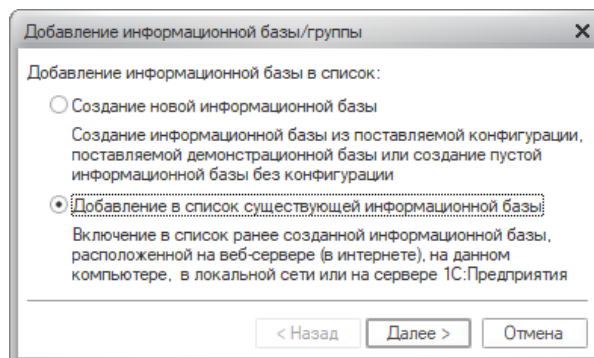 Добавление информационной базы/группы
Добавление информационной базы в список:
Создание новой информационной базы
Создание информационной базы из поставляемой конфигурации,
поставляемой демонстрационной базы или создание пустой
информационной базы без конфигурации
Добавление в список существующей информационной базы
Включение в список ранее созданной информационной базы,
расположенной на веб-сервере (в интернете), на данном
компьютере, в локальной сети или на сервере 1С:Предприятия
< Назад Далее > Отмена